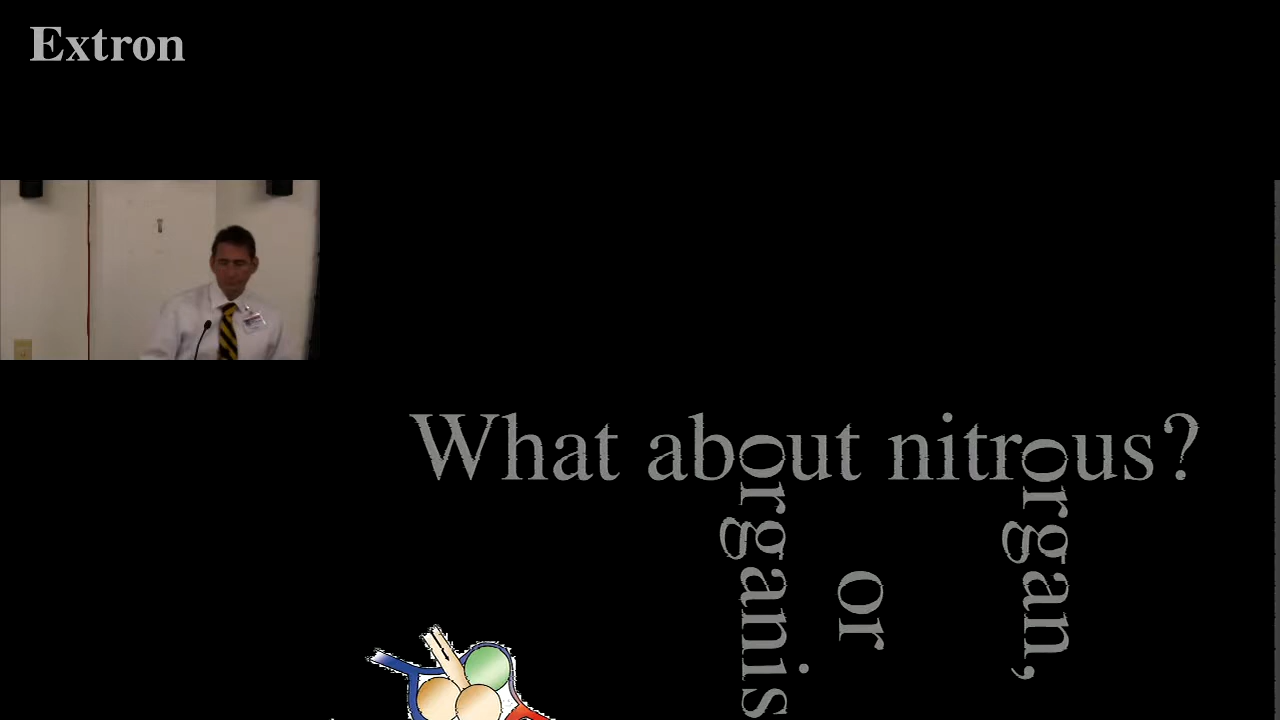 Extron
What about nitrous?
organ,
or
organis